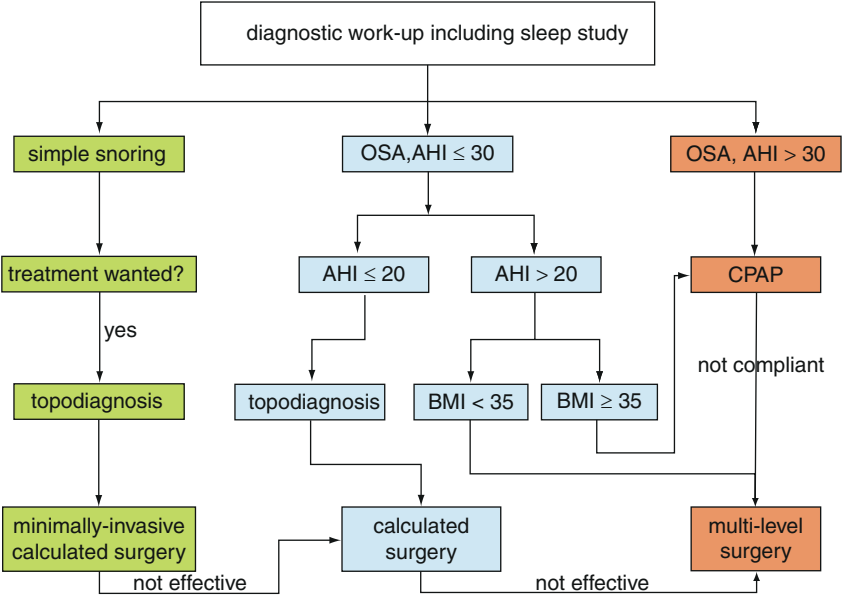 diagnostic work-up including sleep study
simple snoring
OSA,AHI ≤ 30
OSA, AHI > 30
treatment wanted?
AHI ≤ 20
AHI > 20
CPAP
yes
not compliant
topodiagnosis
topodiagnosis
BMI < 35
BMI ≥ 35
minimally-invasive
calculated surgery
calculated
surgery
multi-level
surgery
not effective
not effective